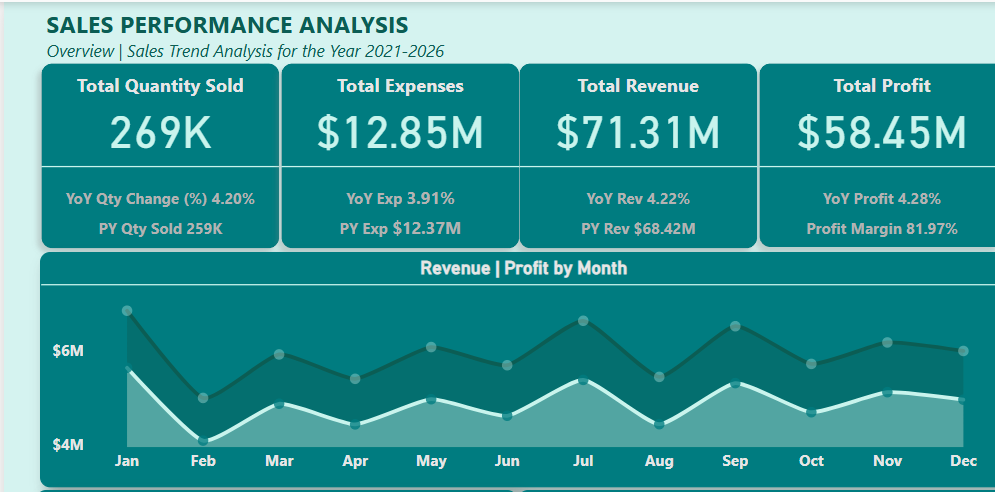 SALES PERFORMANCE ANALYSIS
Overview | Sales Trend Analysis for the Year 2021-2026
Total Quantity Sold
269K
YoY Qty Change (%) 4.20%
PY Qty Sold 259K
Total Expenses
$12.85M
YoY Exp 3.91%
PY Exp $12.37M
Total Revenue
$71.31M
YoY Rev 4.22%
PY Rev $68.42M
Total Profit
$58.45M
YoY Profit 4.28%
Profit Margin 81.97%
Revenue | Profit by Month
$6M
$4M
Jan Feb Mar Apr May Jun Jul Aug Sep Oct Nov Dec